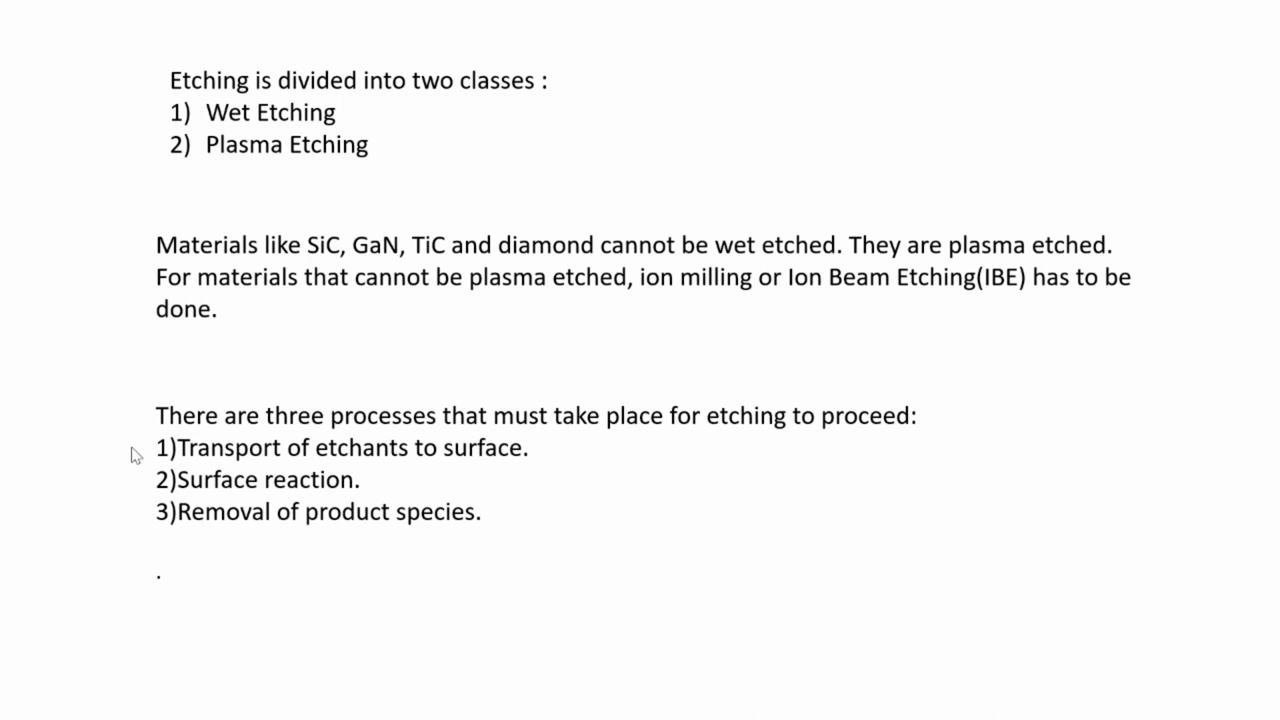 Etching is divided into two classes :
1) Wet Etching
2) Plasma Etching
Materials like SiC, GaN, TiC and diamond cannot be wet etched. They are plasma etched.
For materials that cannot be plasma etched, ion milling or Ion Beam Etching(IBE) has to be
done.
There are three processes that must take place for etching to proceed:
1)Transport of etchants to surface.
2)Surface reaction.
3)Removal of product species.
.